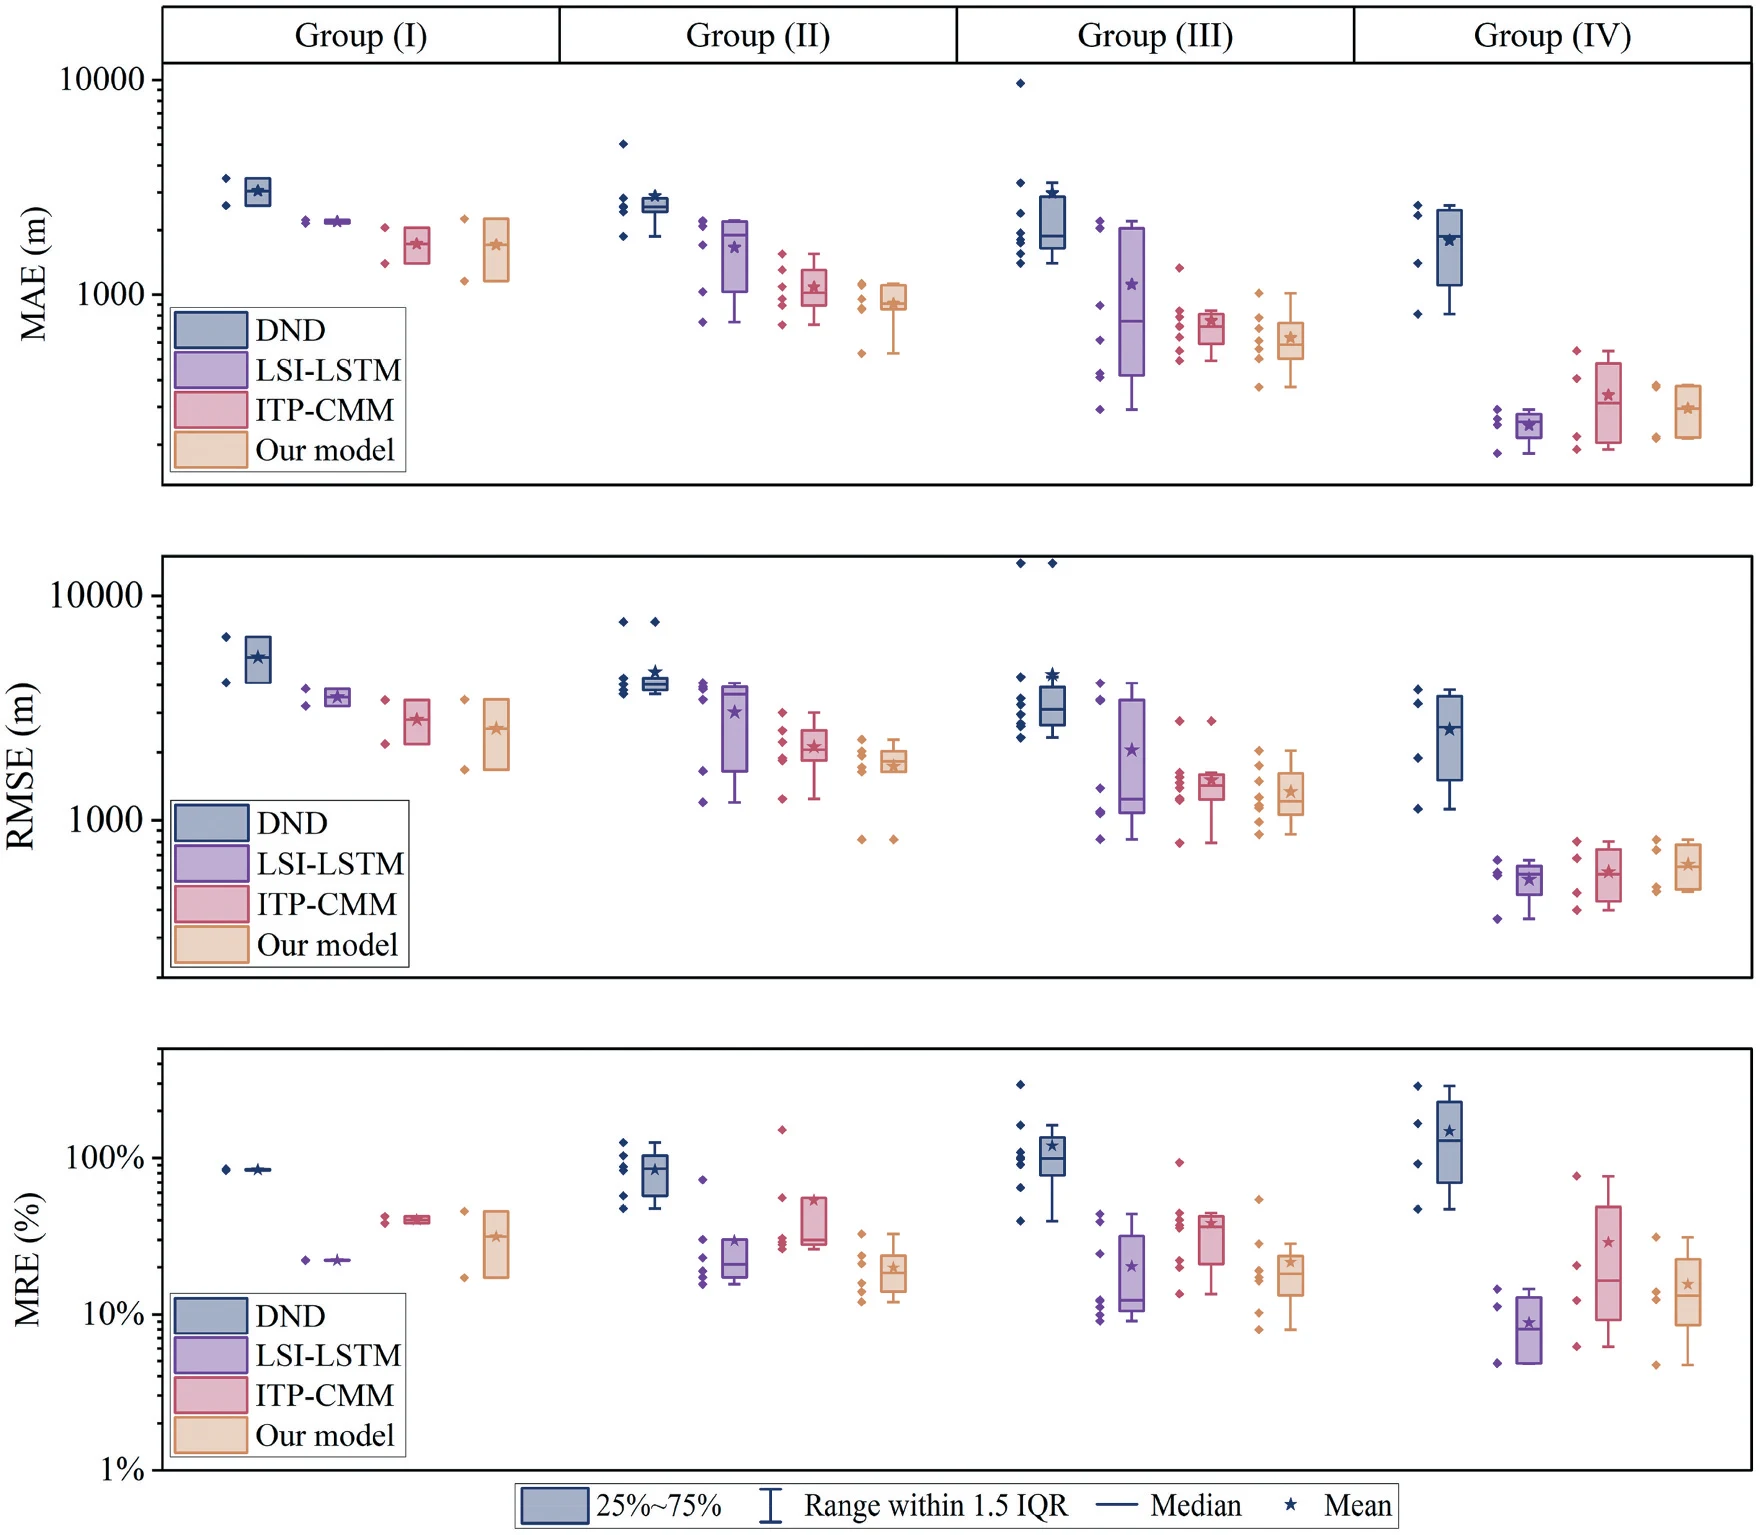 Group (I) Group (II) Group (III) Group (IV)
10000
1000
MAE (m)
DND
LSI-LSTM
ITP-CMM
Our model
10000
1000
RMSE (m)
DND
LSI-LSTM
ITP-CMM
Our model
100%
10%
1%
MRE (%)
DND
LSI-LSTM
ITP-CMM
Our model
25%~75% Range within 1.5 IQR Median Mean